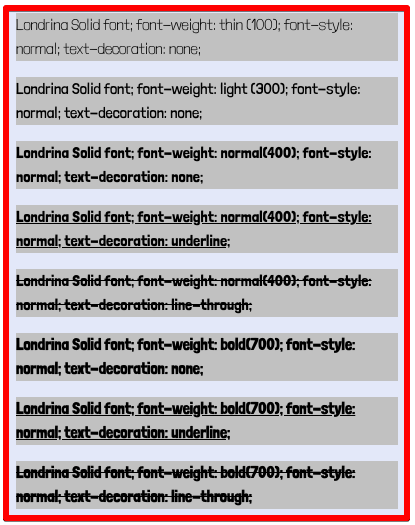 Londrina Solid font; font-weight: thin (100); font-style:
normal; text-decoration: none;
Londrina Solid font; font-weight: light (300); font-style:
normal; text-decoration: none;
Londrina Solid font; font-weight: normal(400); font-style:
normal; text-decoration: none;
Londrina Solid font; font-weight: normal(400); font-style:
normal; text-decoration: underline;
Londrina Solid font; font-weight: normal(400); font-style:
normal; text-decoration: line-through;
Londrina Solid font; font-weight: bold(700); font-style:
normal; text-decoration: none;
Londrina Solid font; font-weight: bold(700); font-style:
normal; text-decoration: underline;
Londrina Solid font; font-weight: bold(700); font-style:
normal; text-decoration: line-through;